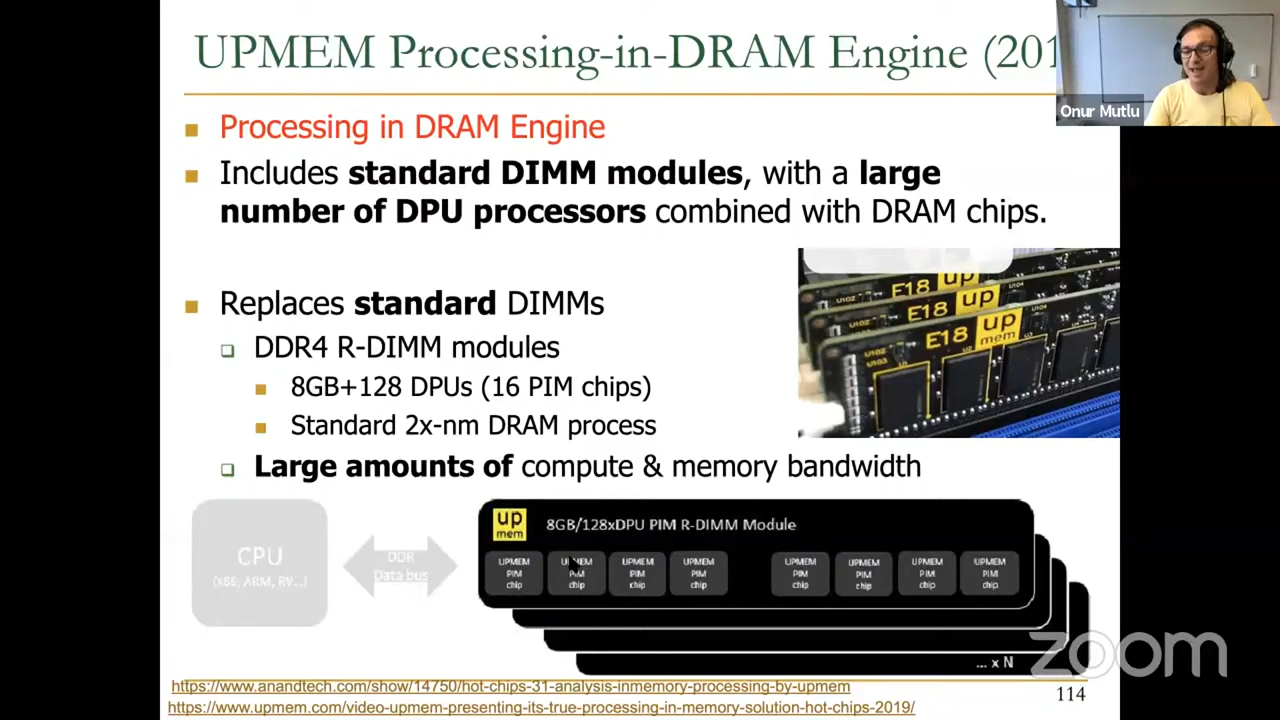 UPMEM Processing-in-DRAM Engine (201
Onur Mutlu
Processing in DRAM Engine
Includes standard DIMM modules, with a large
number of DPU processors combined with DRAM chips.
Replaces standard DIMMs
DDR4 R-DIMM modules
8GB+128 DPUs (16 PIM chips)
Standard 2x-nm DRAM process
Large amounts of compute & memory bandwidth
E18 up
E18 up
E18 up
mem
U102
U102
U102
U103
U104
CPU
(x86, ARM, RV...)
DDR
Data bus
up
mem
8GB/128xDPU PIM R-DIMM Module
UPMEM UPMEM UPMEM UPMEM UPMEM UPMEM UPMEM UPMEM
PIM PIM PIM PIM PIM PIM PIM PIM
chip chip chip chip chip chip chip chip
... x N
zoom
https://www.anandtech.com/show/14750/hot-chips-31-analysis-inmemory-processing-by-upmem
https://www.upmem.com/video-upmem-presenting-its-true-processing-in-memory-solution-hot-chips-2019/
114